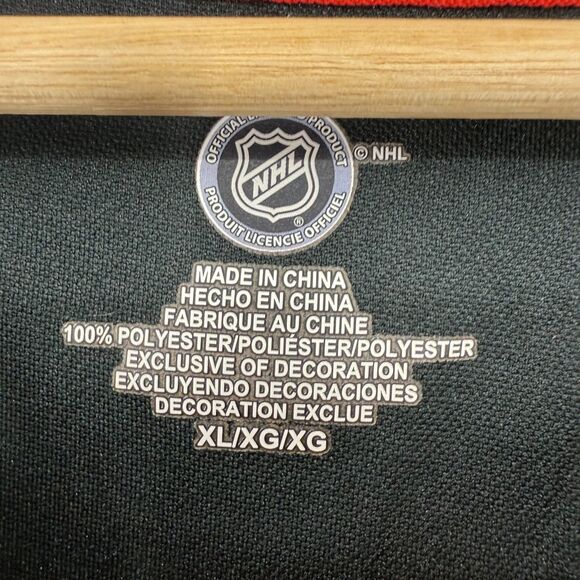 OFFICIAL PRODUCT
NHL
© NHL
PRODUIT LICENCIE OFFICIEL
MADE IN CHINA
HECHO EN CHINA
FABRIQUE AU CHINE
100% POLYESTER/POLIÉSTER/POLYESTER
EXCLUSIVE OF DECORATION
EXCLUYENDO DECORACIONES
DECORATION EXCLUE
XL/XG/XG